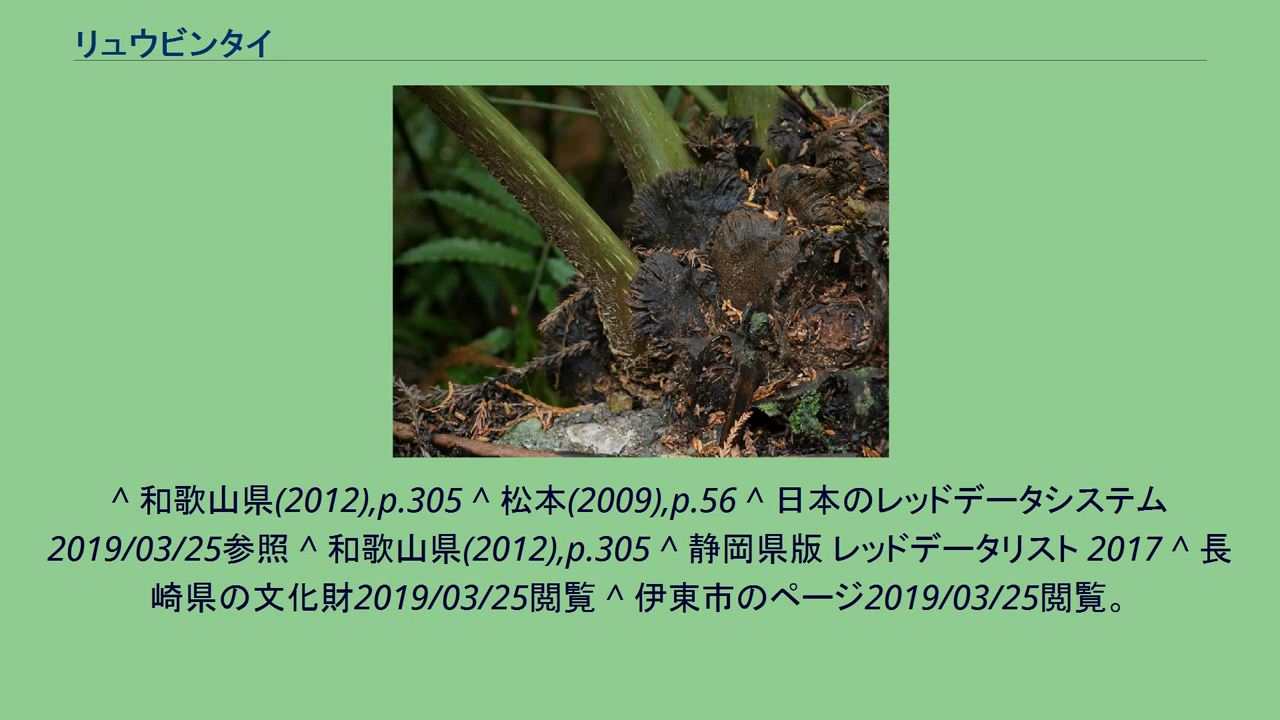 リュウビンタイ
^ 和歌山県(2012),p.305 ^ 松本(2009),p.56 ^ 日本のレッドデータシステム
2019/03/25参照 ^ 和歌山県(2012),p.305 ^ 静岡県版 レッドデータリスト 2017 ^ 長
崎県の文化財2019/03/25閲覧 ^ 伊東市のページ2019/03/25閲覧。